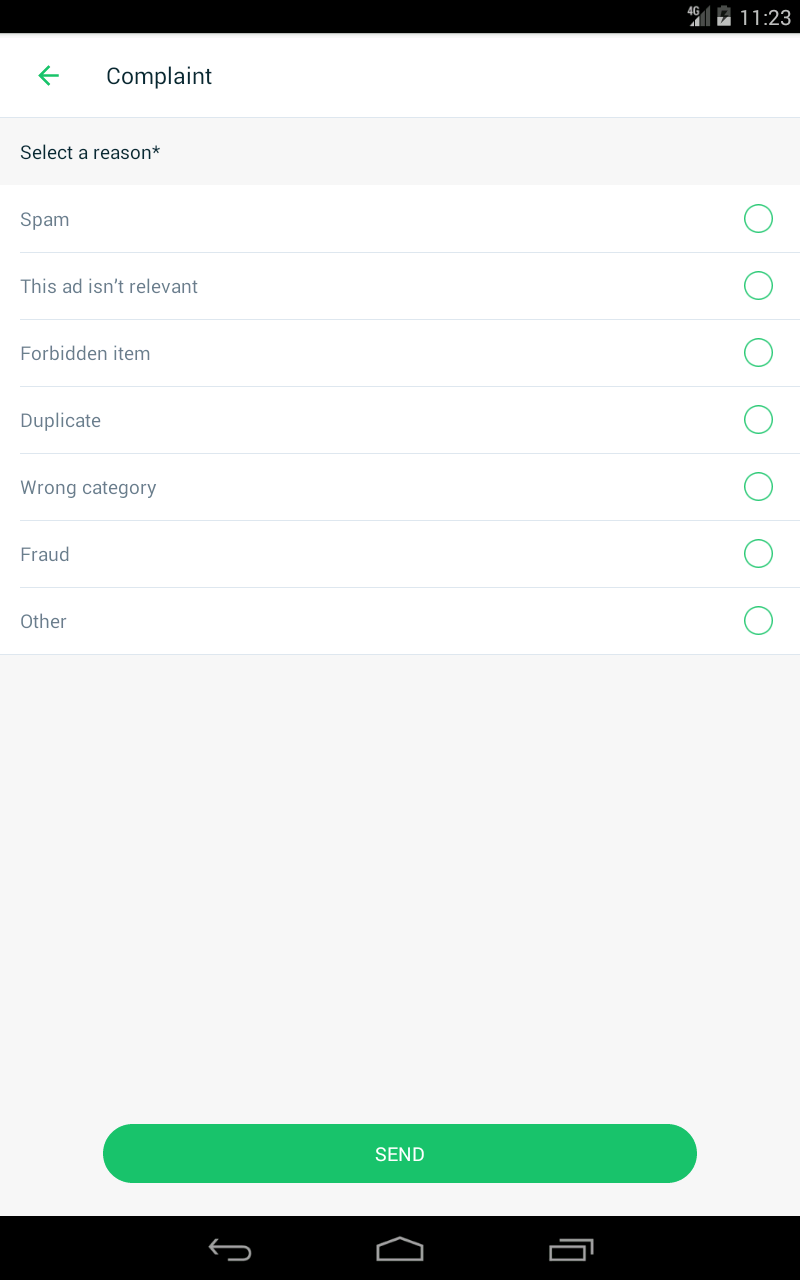 4G 11:23
Complaint
Select a reason*
Spam
This ad isn’t relevant
Forbidden item
Duplicate
Wrong category
Fraud
Other
SEND